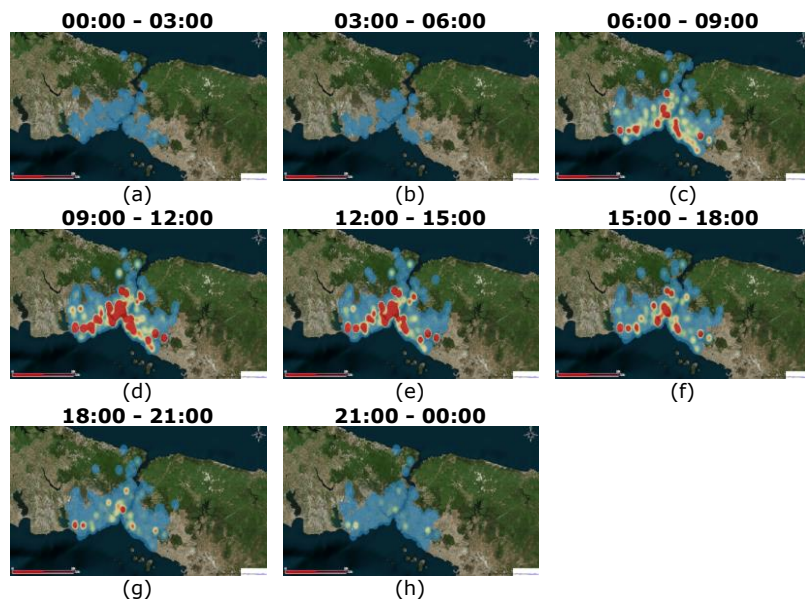 00:00 - 03:00
03:00 - 06:00
06:00 - 09:00
(a)
(b)
(c)
09:00 - 12:00
12:00 - 15:00
15:00 - 18:00
(d)
(e)
(f)
18:00 - 21:00
21:00 - 00:00
(g)
(h)